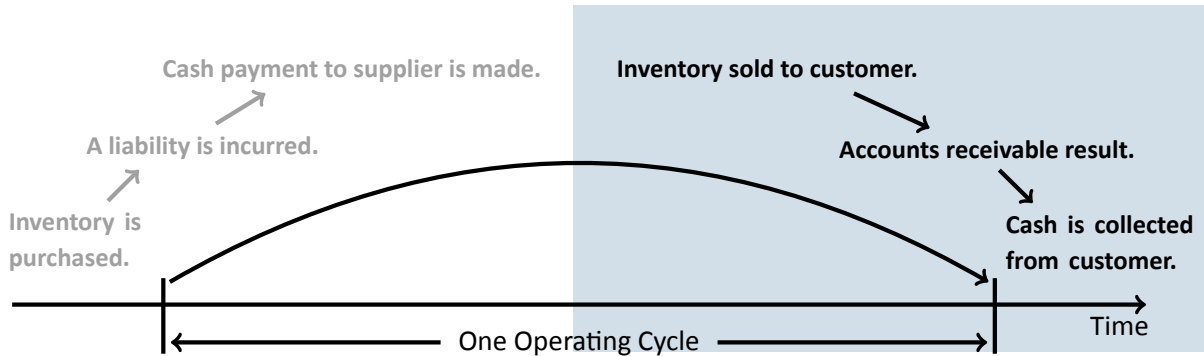 Cash payment to supplier is made.
A liability is incurred.
Inventory is
purchased.
Inventory sold to customer.
Accounts receivable result.
Cash is collected
from customer.
Time
One Operating Cycle